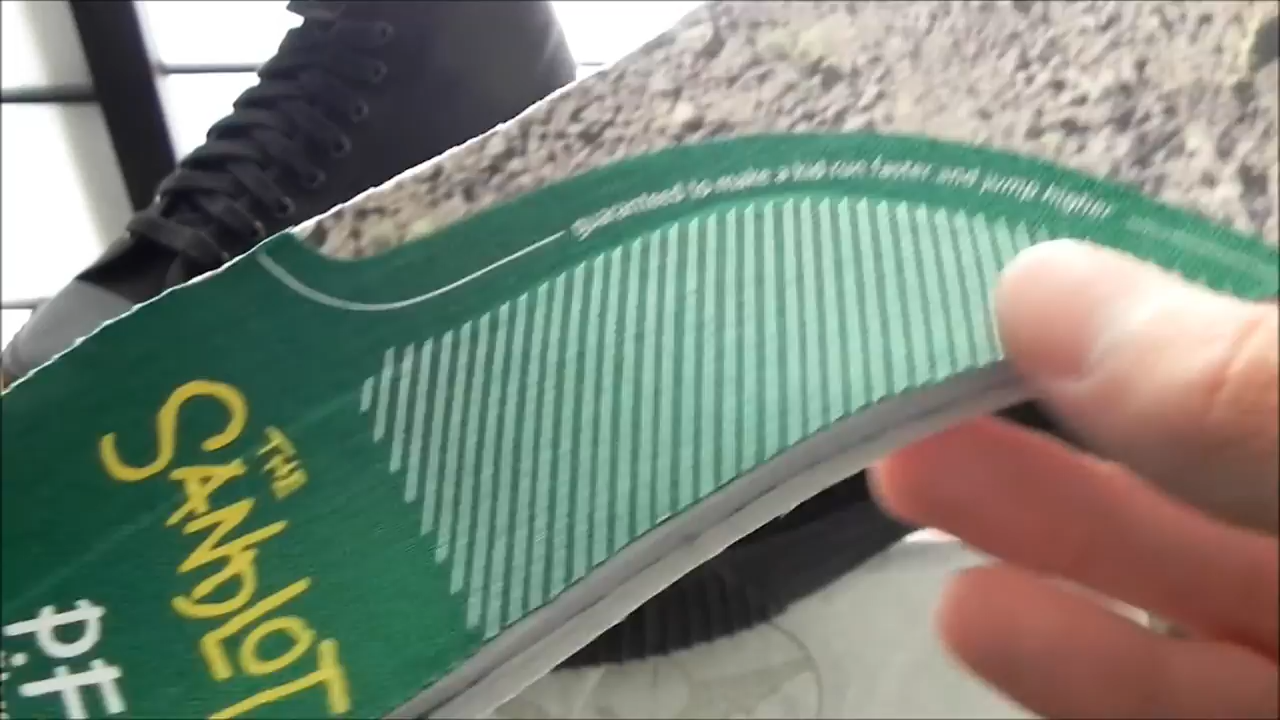 guaranteed to make a kid run faster and jump higher
THE
SANDLOT
P.F.